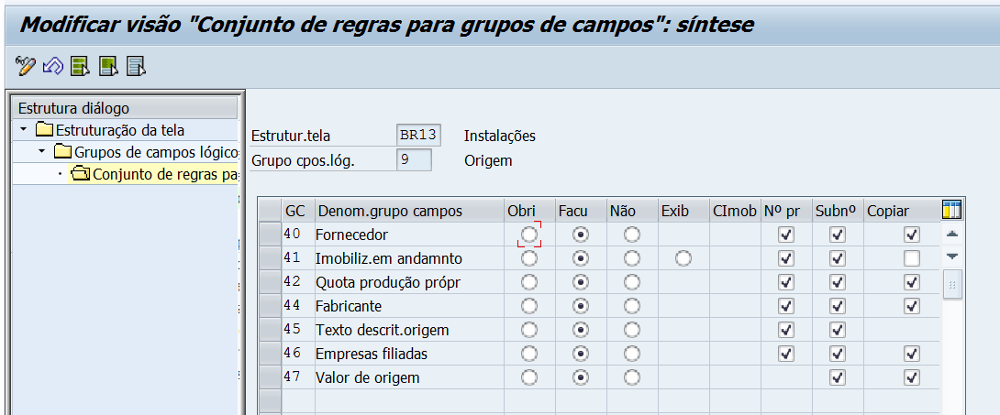 Modificar visão "Conjunto de regras para grupos de campos": síntese
Estrutura diálogo
Estruturação da tela
Grupos de campos lógico
Conjunto de regras pa
Estrutur.tela BR13 Instalações
Grupo cpos.lóg. 9 Origem
GC Denom.grupo campos Obri Facu Não Exib CImob Nº pr Subnº Copiar
40 Fornecedor
41 Imobiliz.em andamnto
42 Quota produção própr
44 Fabricante
45 Texto descrit.origem
46 Empresas filiadas
47 Valor de origem